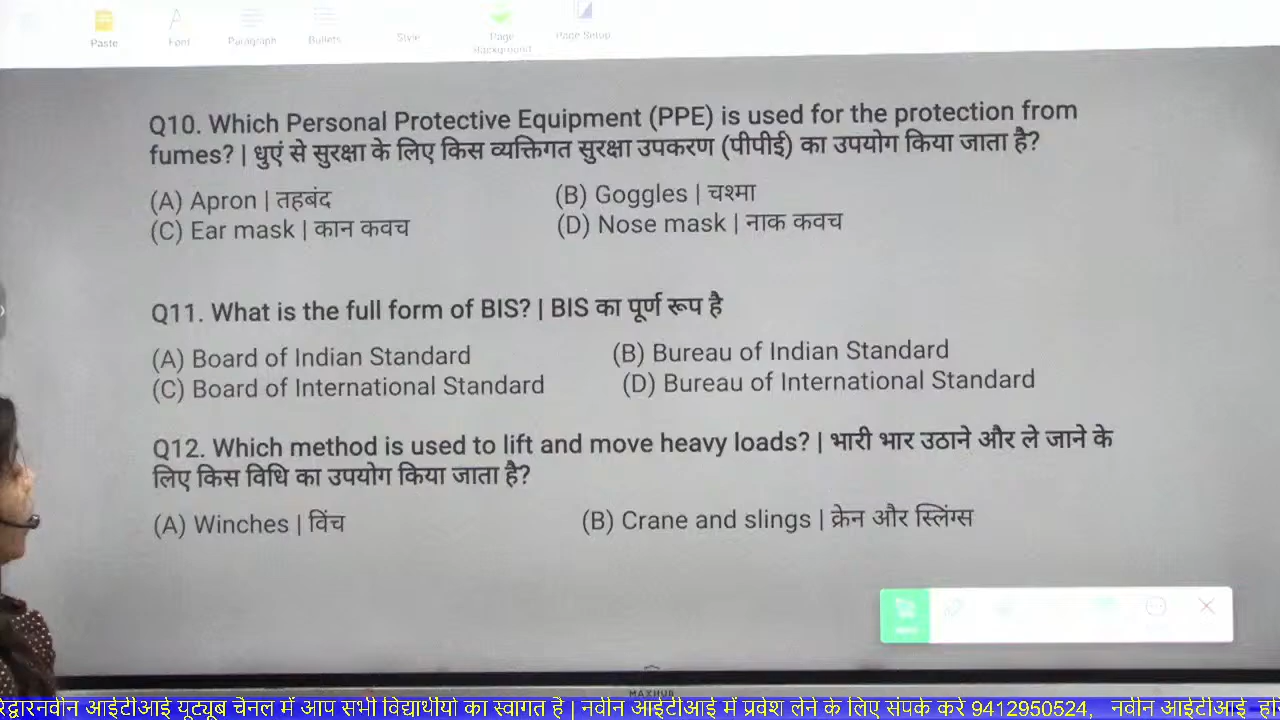 Paste
Font
Paragraph
Bullets
Style
Page Background
Page Setup
Q10. Which Personal Protective Equipment (PPE) is used for the protection from
fumes? | धुएं से सुरक्षा के लिए किस व्यक्तिगत सुरक्षा उपकरण (पीपीई) का उपयोग किया जाता है?
(A) Apron | तहबंद (B) Goggles | चश्मा
(C) Ear mask | कान कवच (D) Nose mask | नाक कवच
Q11. What is the full form of BIS? | BIS का पूर्ण रूप है
(A) Board of Indian Standard (B) Bureau of Indian Standard
(C) Board of International Standard (D) Bureau of International Standard
Q12. Which method is used to lift and move heavy loads? | भारी भार उठाने और ले जाने के
लिए किस विधि का उपयोग किया जाता है?
(A) Winches | विंच (B) Crane and slings | क्रेन और स्लिंग्स
MAXHUB
नवीन आईटीआई यूट्यूब चैनल में आप सभी विद्यार्थीयो का स्वागत है | नवीन आईटीआई में प्रवेश लेने के लिए संपर्क करें 9412950524, नवीन आईटीआई